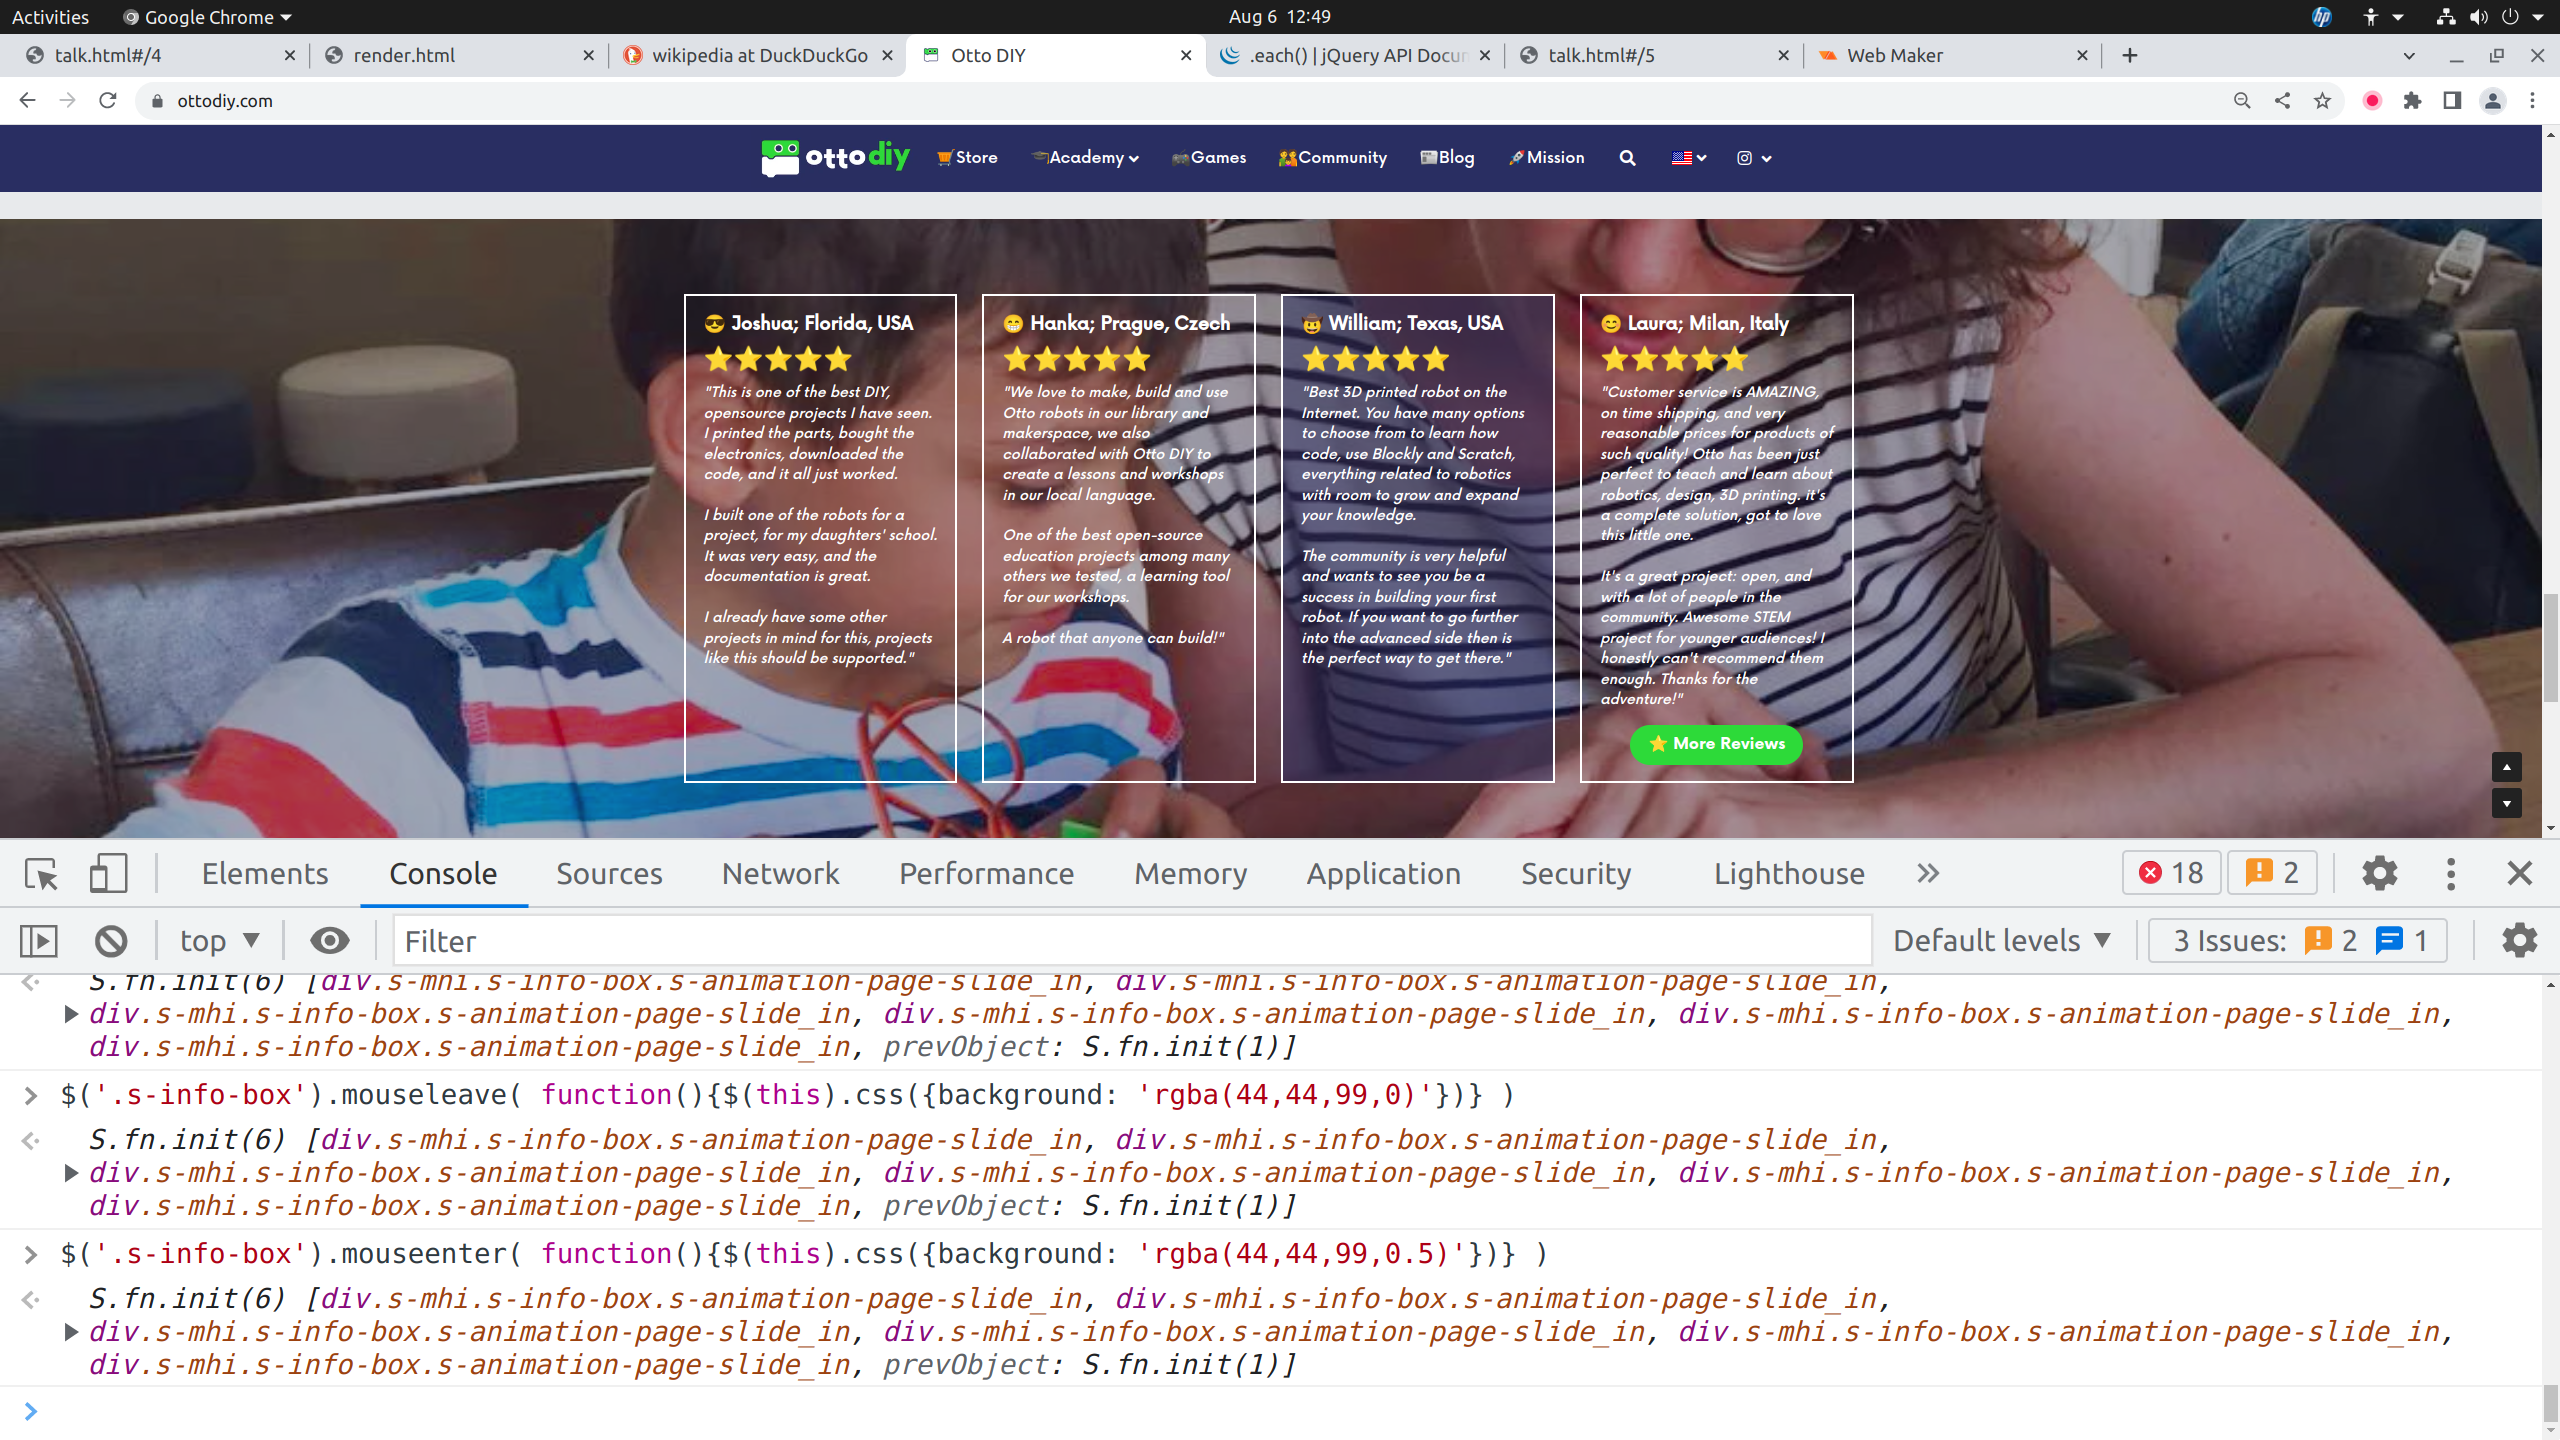 Activities
Google Chrome
Aug 6 12:49
hp
talk.html#/4
render.html
wikipedia at DuckDuckGo
Otto DIY
.each() | jQuery API Docu
talk.html#/5
Web Maker
ottodiy.com
otto diy
Store
Academy
Games
Community
Blog
Mission
😎 Joshua; Florida, USA
⭐⭐⭐⭐⭐
"This is one of the best DIY,
opensource projects I have seen.
I printed the parts, bought the
electronics, downloaded the
code, and it all just worked.
I built one of the robots for a
project, for my daughters' school.
It was very easy, and the
documentation is great.
I already have some other
projects in mind for this, projects
like this should be supported."
😁 Hanka; Prague, Czech
⭐⭐⭐⭐⭐
"We love to make, build and use
Otto robots in our library and
makerspace, we also
collaborated with Otto DIY to
create a lessons and workshops
in our local language.
One of the best open-source
education projects among many
others we tested, a learning tool
for our workshops.
A robot that anyone can build!"
🤠 William; Texas, USA
⭐⭐⭐⭐⭐
"Best 3D printed robot on the
Internet. You have many options
to choose from to learn how
code, use Blockly and Scratch,
everything related to robotics
with room to grow and expand
your knowledge.
The community is very helpful
and wants to see you be a
success in building your first
robot. If you want to go further
into the advanced side then is
the perfect way to get there."
😊 Laura; Milan, Italy
⭐⭐⭐⭐⭐
"Customer service is AMAZING,
on time shipping, and very
reasonable prices for products of
such quality! Otto has been just
perfect to teach and learn about
robotics, design, 3D printing. it's
a complete solution, got to love
this little one.
It's a great project: open, and
with a lot of people in the
community. Awesome STEM
project for younger audiences! I
honestly can't recommend them
enough. Thanks for the
adventure!"
⭐ More Reviews
Elements
Console
Sources
Network
Performance
Memory
Application
Security
Lighthouse
18
2
top
Filter
Default levels
3 Issues: 2 1
S.fn.init(6) [div.s-mhi.s-info-box.s-animation-page-slide_in, div.s-mhi.s-info-box.s-animation-page-slide_in,
div.s-mhi.s-info-box.s-animation-page-slide_in, div.s-mhi.s-info-box.s-animation-page-slide_in, div.s-mhi.s-info-box.s-animation-page-slide_in,
div.s-mhi.s-info-box.s-animation-page-slide_in, prevObject: S.fn.init(1)]
$('.s-info-box').mouseleave( function(){$(this).css({background: 'rgba(44,44,99,0)'})} )
S.fn.init(6) [div.s-mhi.s-info-box.s-animation-page-slide_in, div.s-mhi.s-info-box.s-animation-page-slide_in,
div.s-mhi.s-info-box.s-animation-page-slide_in, div.s-mhi.s-info-box.s-animation-page-slide_in, div.s-mhi.s-info-box.s-animation-page-slide_in,
div.s-mhi.s-info-box.s-animation-page-slide_in, prevObject: S.fn.init(1)]
$('.s-info-box').mouseenter( function(){$(this).css({background: 'rgba(44,44,99,0.5)'})} )
S.fn.init(6) [div.s-mhi.s-info-box.s-animation-page-slide_in, div.s-mhi.s-info-box.s-animation-page-slide_in,
div.s-mhi.s-info-box.s-animation-page-slide_in, div.s-mhi.s-info-box.s-animation-page-slide_in, div.s-mhi.s-info-box.s-animation-page-slide_in,
div.s-mhi.s-info-box.s-animation-page-slide_in, prevObject: S.fn.init(1)]